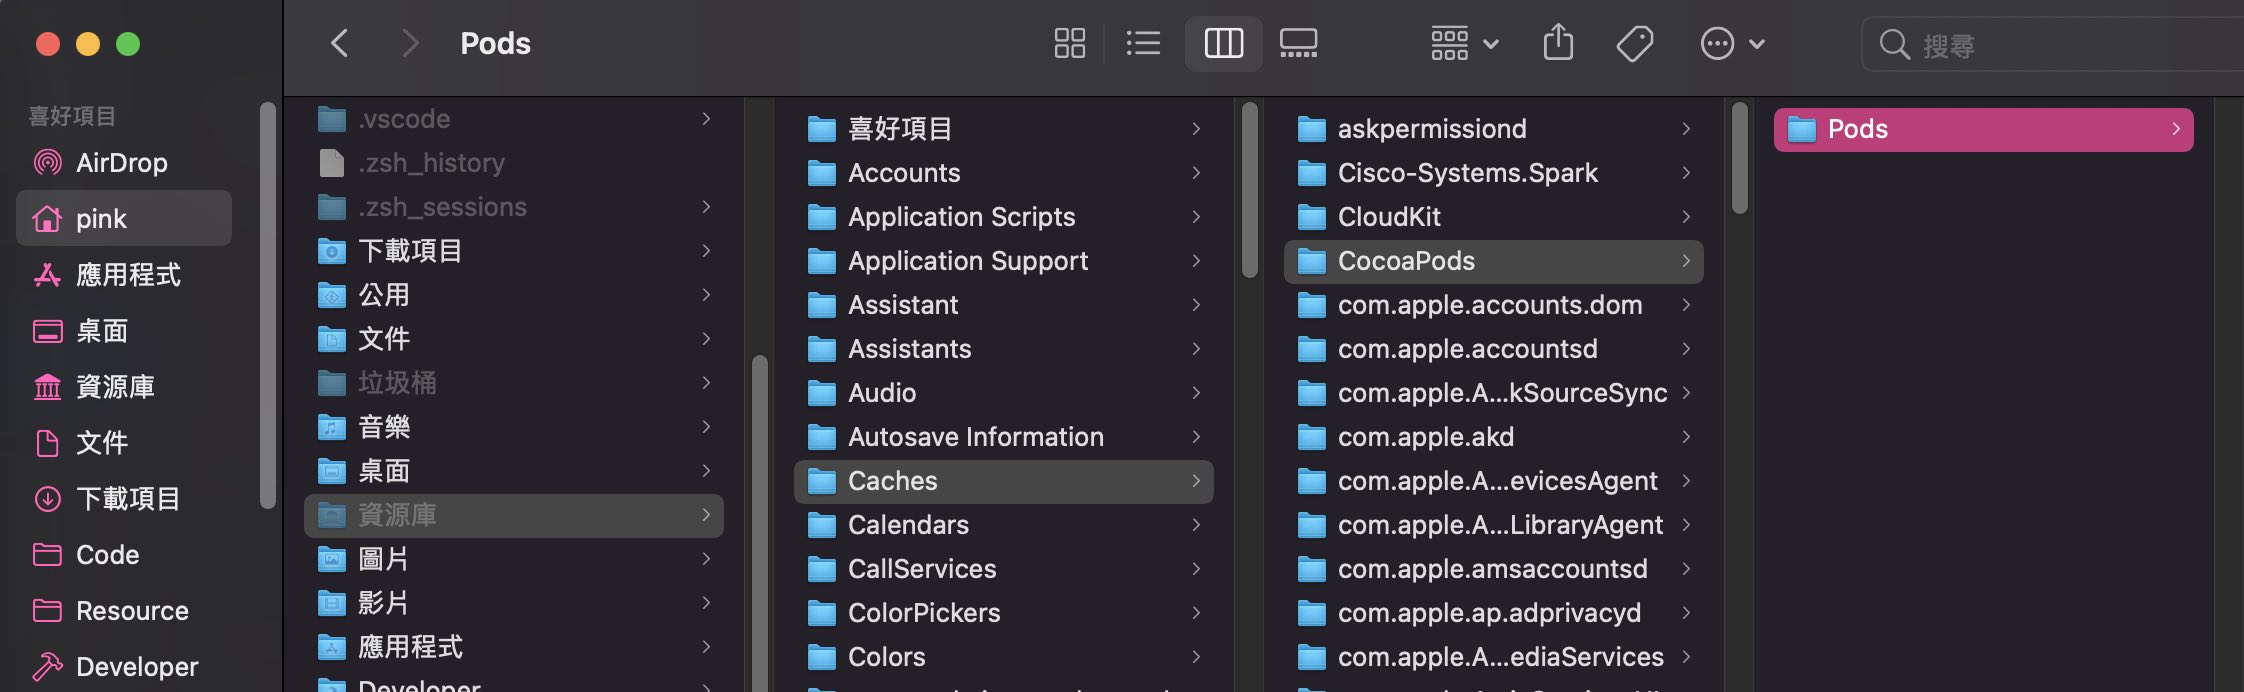 Pods
搜尋
喜好項目
AirDrop
pink
應用程式
桌面
資源庫
文件
下載項目
Code
Resource
Developer
.vscode
.zsh_history
.zsh_sessions
下載項目
公用
文件
垃圾桶
音樂
桌面
資源庫
圖片
影片
應用程式
Developer
喜好項目
Accounts
Application Scripts
Application Support
Assistant
Assistants
Audio
Autosave Information
Caches
Calendars
CallServices
ColorPickers
Colors
askpermissiond
Cisco-Systems.Spark
CloudKit
CocoaPods
com.apple.accounts.dom
com.apple.accountsd
com.apple.A...kSourceSync
com.apple.akd
com.apple.A...evicesAgent
com.apple.A...LibraryAgent
com.apple.amsaccountsd
com.apple.ap.adprivacyd
com.apple.A...ediaServices
Pods